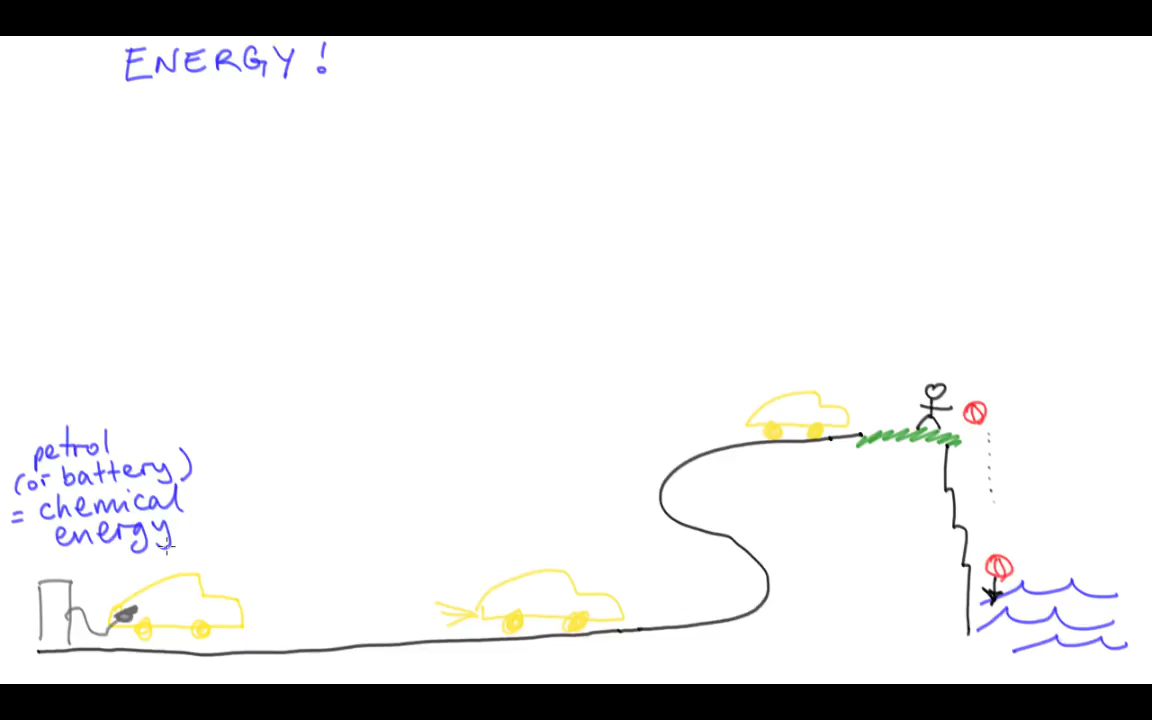 ENERGY!
petrol
(or battery)
= chemical
energy